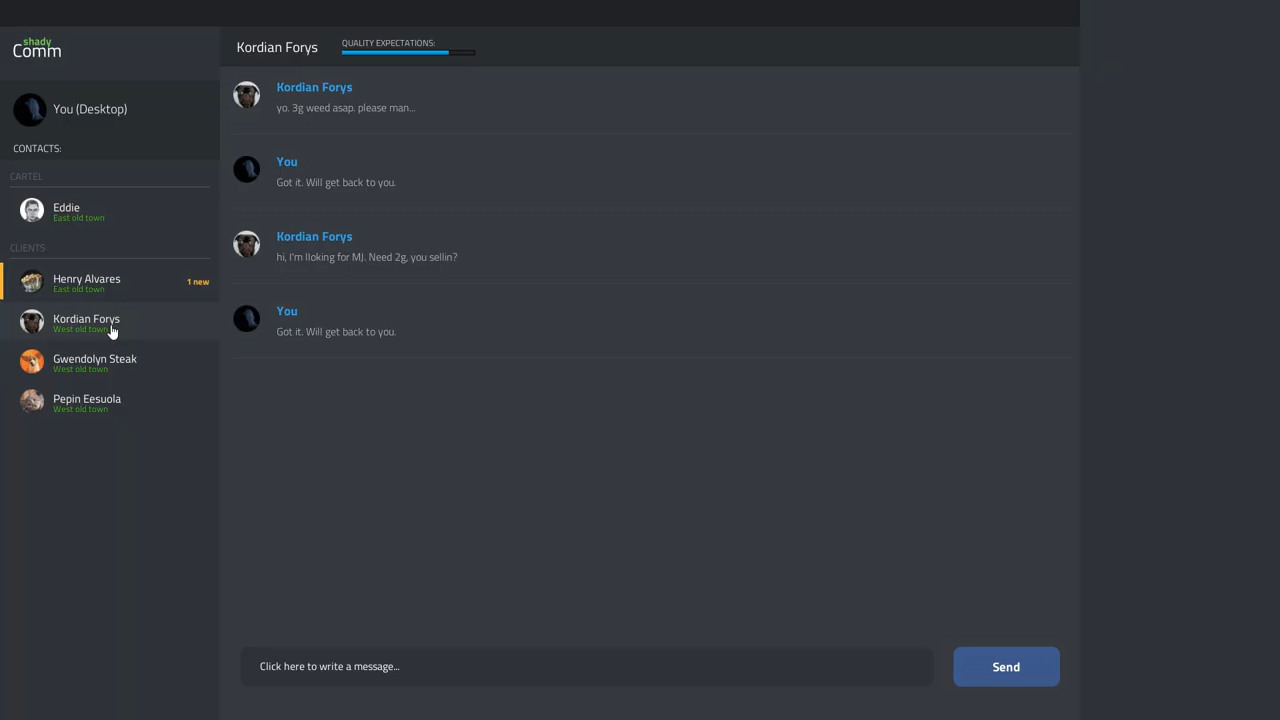 shady
Comm
You (Desktop)
CONTACTS:
CARTEL
Eddie
East old town
CLIENTS
Henry Alvares
East old town
1 new
Kordian Forys
West old town
Gwendolyn Steak
West old town
Pepin Eesuola
West old town
Kordian Forys
QUALITY EXPECTATIONS:
Kordian Forys
yo. 3g weed asap. please man...
You
Got it. Will get back to you.
Kordian Forys
hi, I'm lloking for MJ. Need 2g, you sellin?
You
Got it. Will get back to you.
Click here to write a message...
Send